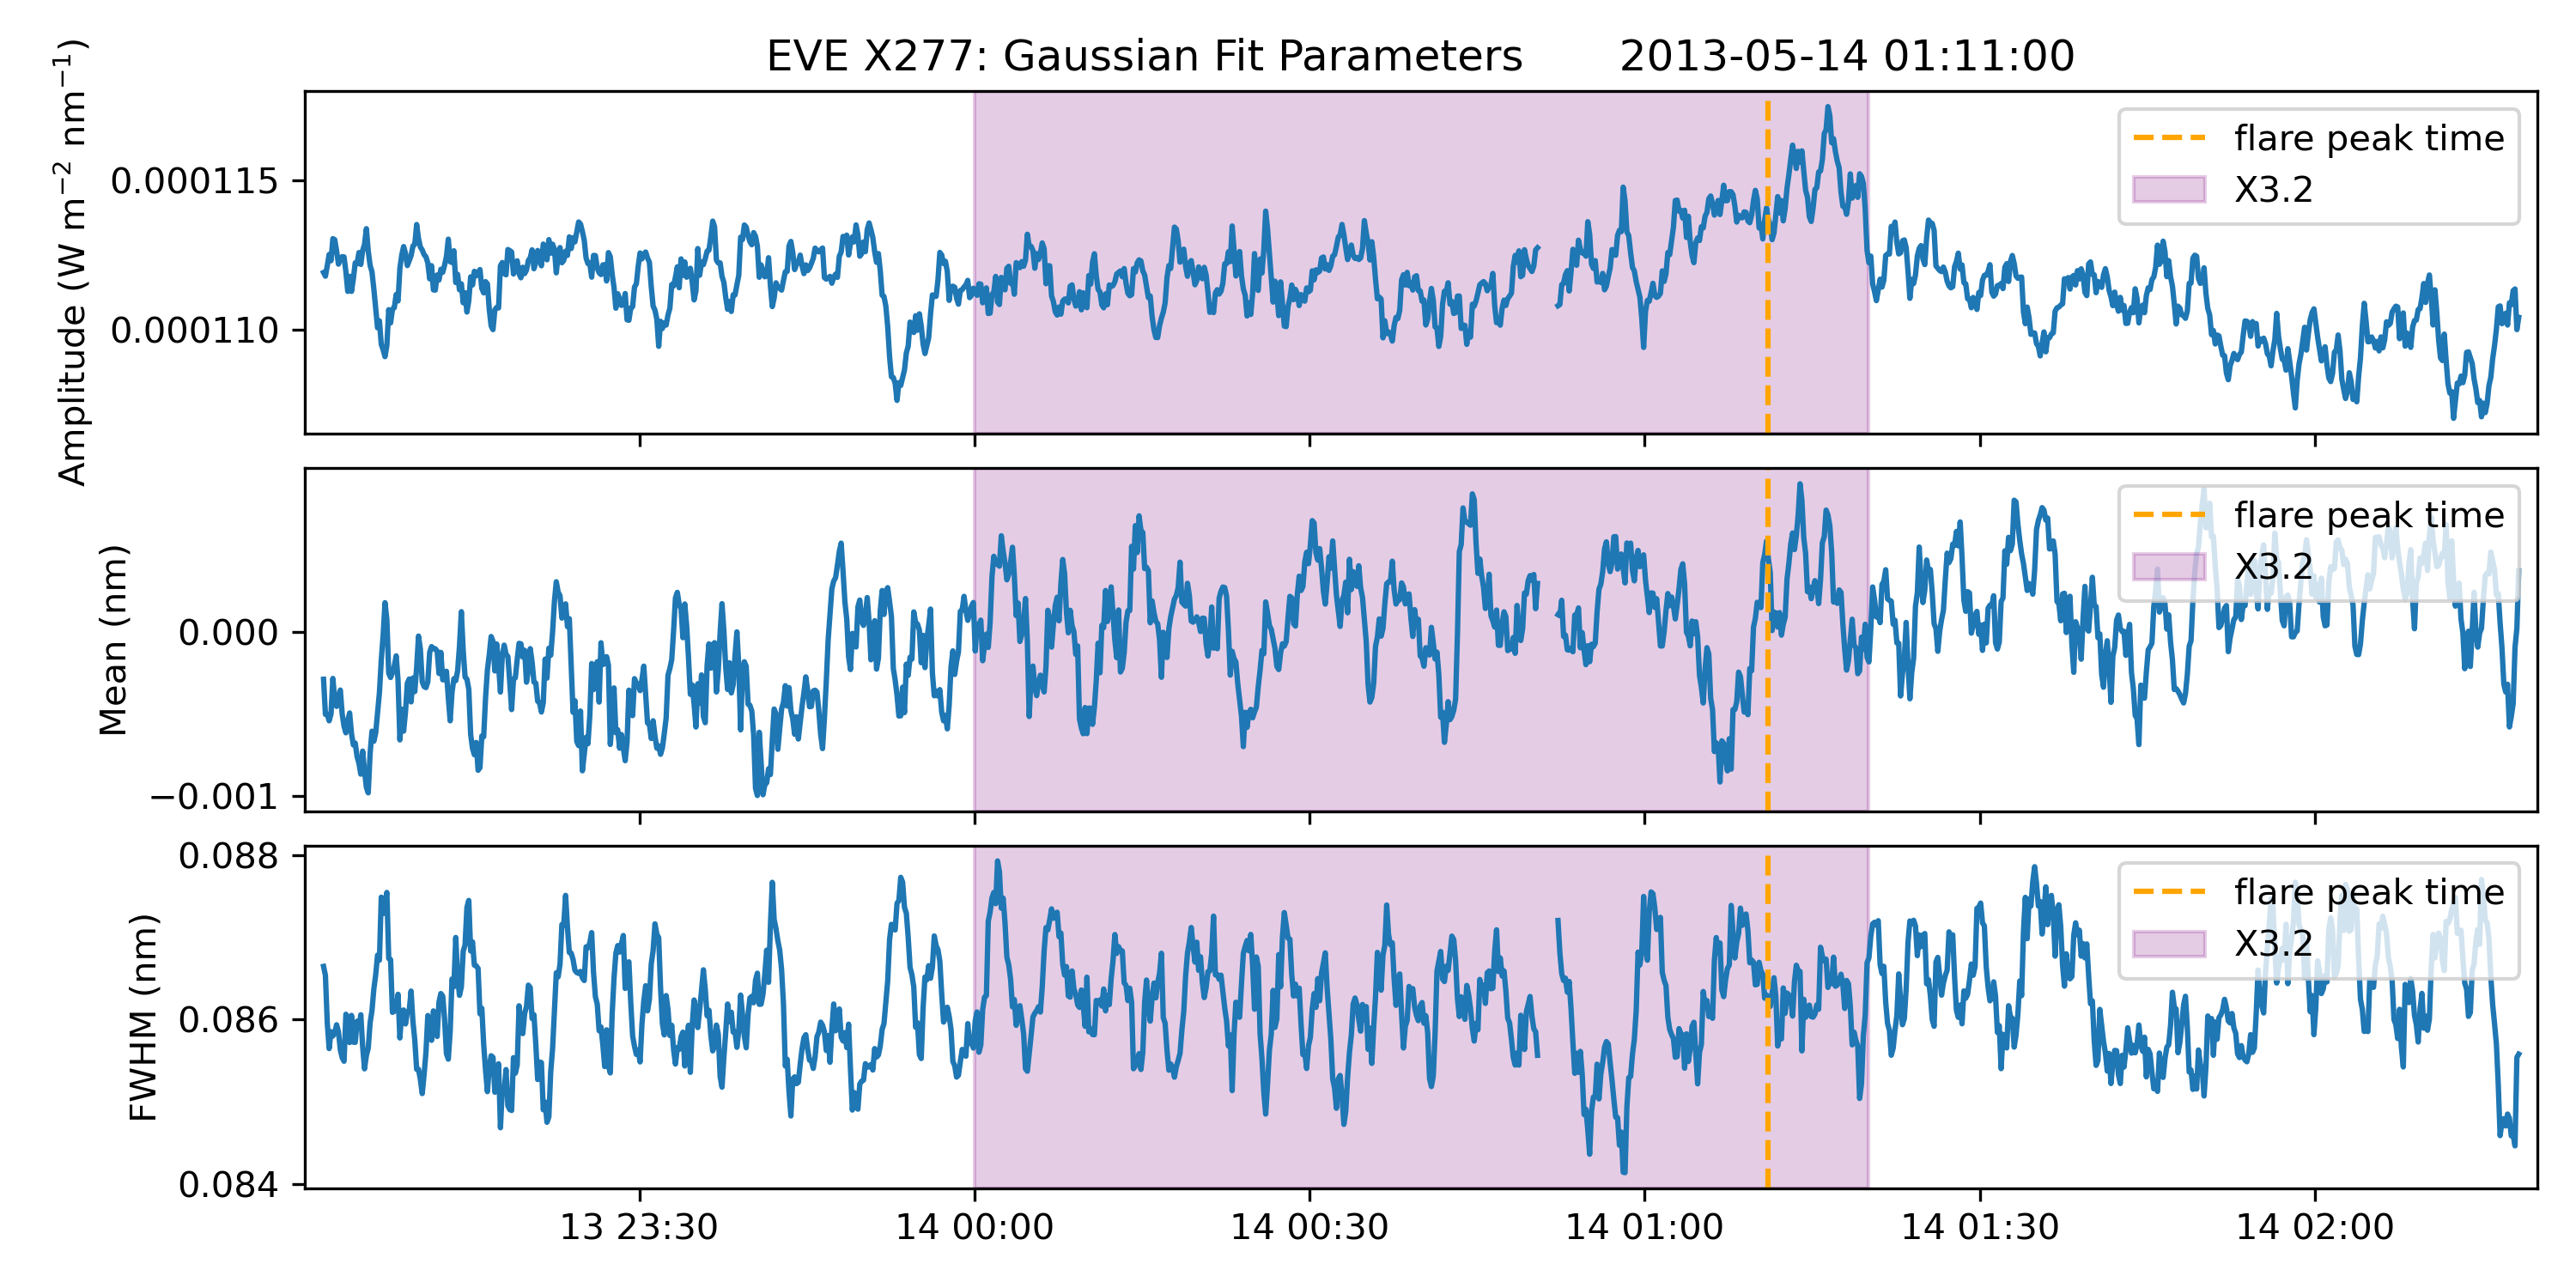 EVE X277: Gaussian Fit Parameters 2013-05-14 01:11:00
Amplitude (W m⁻² nm⁻¹)
0.000115
0.000110
flare peak time
X3.2
Mean (nm)
0.000
−0.001
flare peak time
X3.2
FWHM (nm)
0.088
0.086
0.084
flare peak time
X3.2
13 23:30 14 00:00 14 00:30 14 01:00 14 01:30 14 02:00